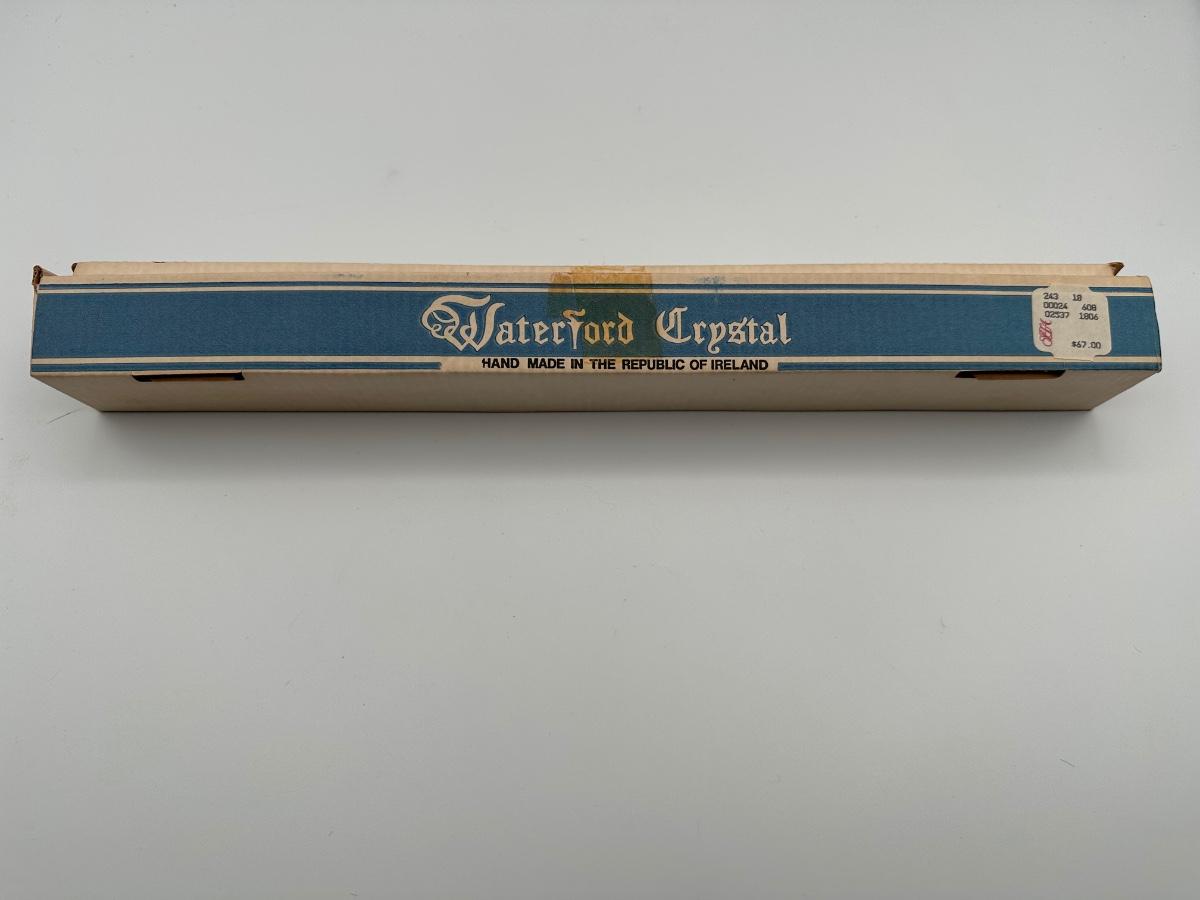 Waterford Crystal
HAND MADE IN THE REPUBLIC OF IRELAND
243 18
00024 608
02537 1806
$67.00